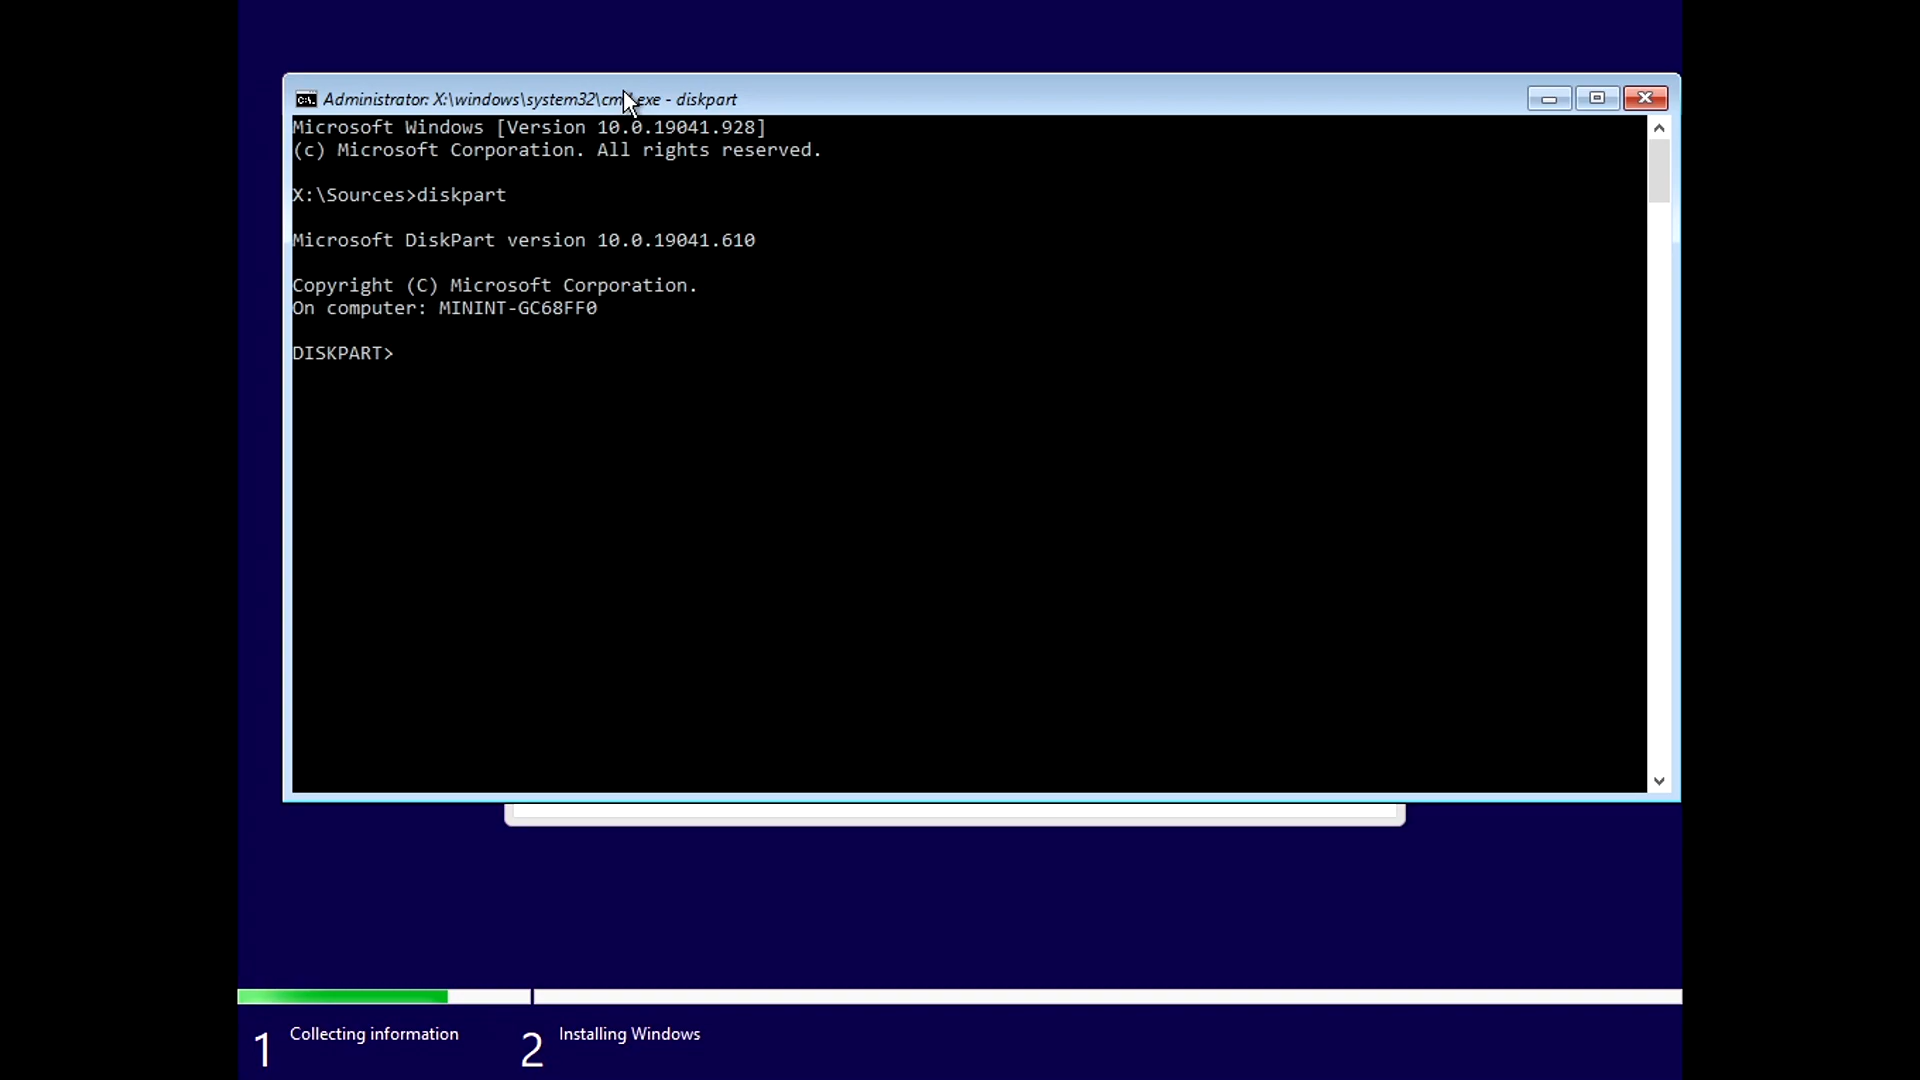 Administrator: X:\windows\system32\cm .exe - diskpart
Microsoft Windows [Version 10.0.19041.928]
(c) Microsoft Corporation. All rights reserved.
X:\Sources>diskpart
Microsoft DiskPart version 10.0.19041.610
Copyright (C) Microsoft Corporation.
On computer: MININT-GC68FF0
DISKPART>
1 Collecting information
2 Installing Windows